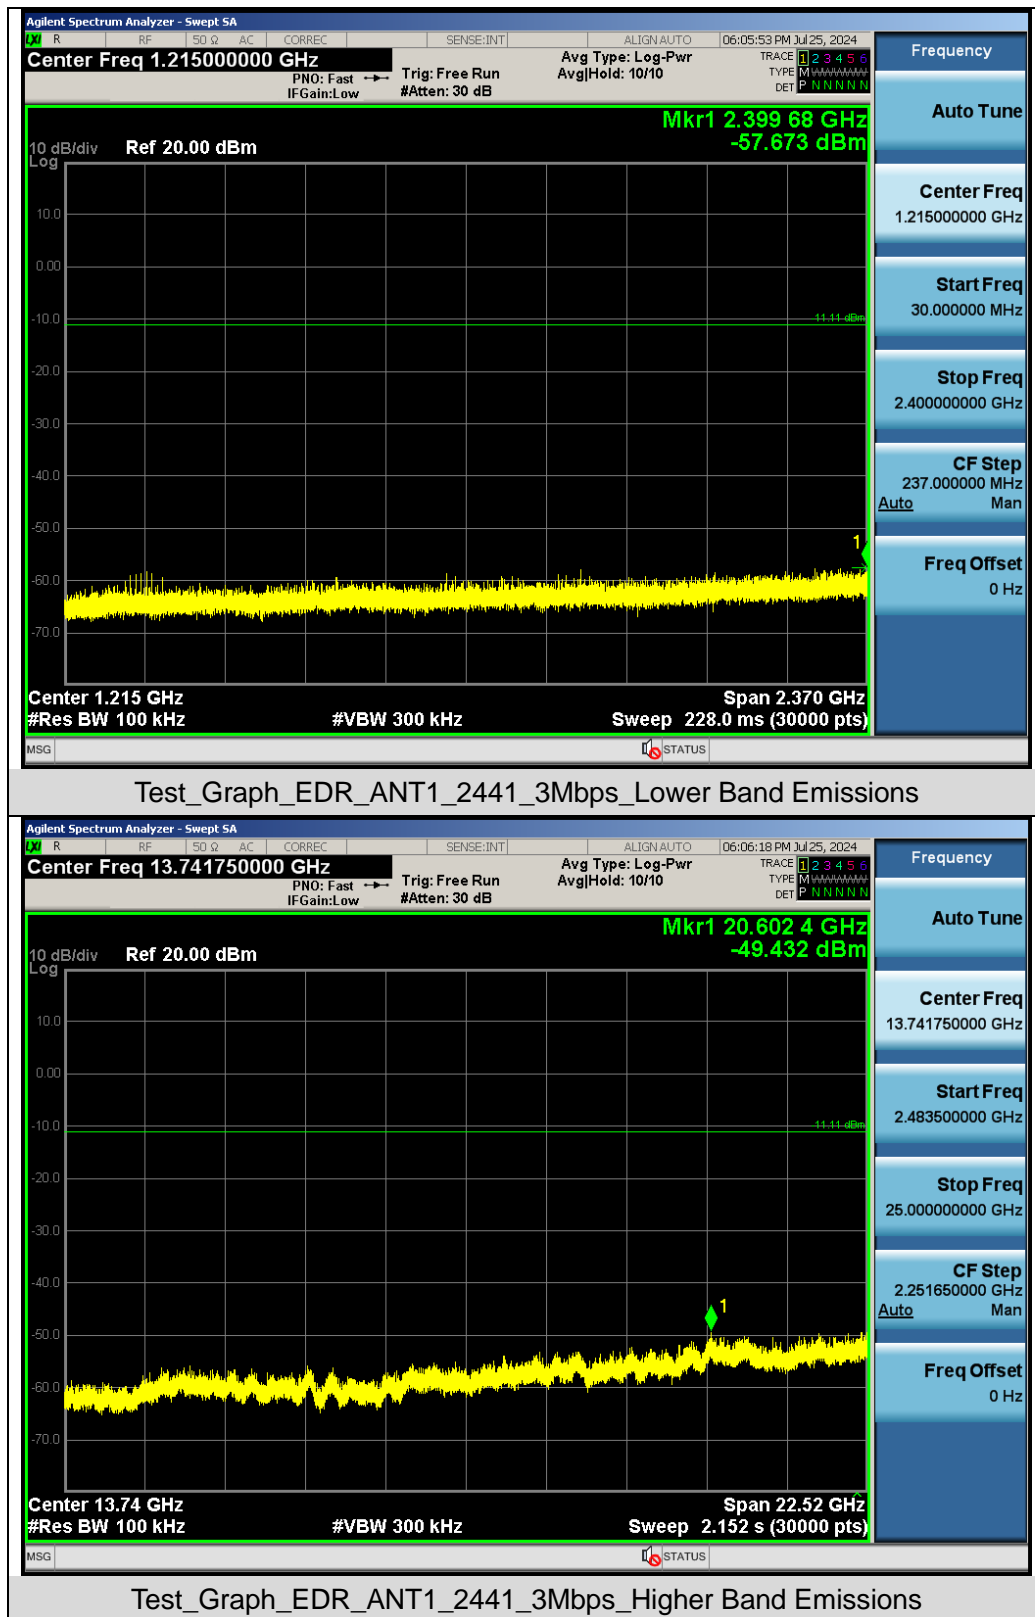 Agilent Spectrum Analyzer - Swept SA
LXI R RF 50 Ω AC CORREC SENSE:INT ALIGN AUTO 06:05:53 PM Jul 25, 2024
Center Freq 1.215000000 GHz
PNO: Fast
IFGain:Low
Trig: Free Run
#Atten: 30 dB
Avg Type: Log-Pwr
Avg|Hold: 10/10
TRACE 1 2 3 4 5 6
TYPE M
DET P N N N N N
Frequency
Mkr1 2.399 68 GHz
-57.673 dBm
10 dB/div Ref 20.00 dBm
Log
10.0
0.00
-10.0
-11.11 dBm
-20.0
-30.0
-40.0
-50.0
1
-60.0
-70.0
Center 1.215 GHz Span 2.370 GHz
#Res BW 100 kHz #VBW 300 kHz Sweep 228.0 ms (30000 pts)
MSG STATUS
Auto Tune
Center Freq
1.215000000 GHz
Start Freq
30.000000 MHz
Stop Freq
2.400000000 GHz
CF Step
237.000000 MHz
Auto Man
Freq Offset
0 Hz
Test_Graph_EDR_ANT1_2441_3Mbps_Lower Band Emissions
Agilent Spectrum Analyzer - Swept SA
LXI R RF 50 Ω AC CORREC SENSE:INT ALIGN AUTO 06:06:18 PM Jul 25, 2024
Center Freq 13.741750000 GHz
PNO: Fast
IFGain:Low
Trig: Free Run
#Atten: 30 dB
Avg Type: Log-Pwr
Avg|Hold: 10/10
TRACE 1 2 3 4 5 6
TYPE M
DET P N N N N N
Frequency
Mkr1 20.602 4 GHz
-49.432 dBm
10 dB/div Ref 20.00 dBm
Log
10.0
0.00
-10.0
-11.11 dBm
-20.0
-30.0
-40.0
1
-50.0
-60.0
-70.0
Center 13.74 GHz Span 22.52 GHz
#Res BW 100 kHz #VBW 300 kHz Sweep 2.152 s (30000 pts)
MSG STATUS
Auto Tune
Center Freq
13.741750000 GHz
Start Freq
2.483500000 GHz
Stop Freq
25.000000000 GHz
CF Step
2.251650000 GHz
Auto Man
Freq Offset
0 Hz
Test_Graph_EDR_ANT1_2441_3Mbps_Higher Band Emissions